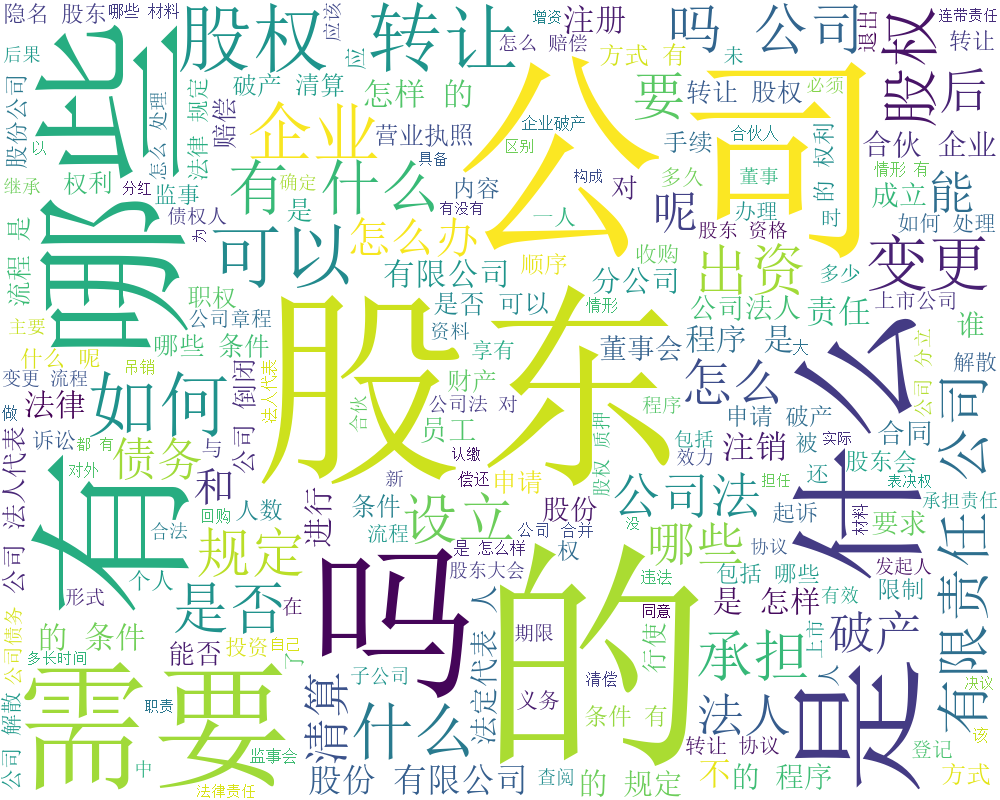 隐名 股东
哪些 材料
股权
转让
应该
增资
怎么 赔偿
注册
吗
公司
方式 有
未
退出
股权
连带责任
转让
后果
股份公司
些
哪
怎么 处理
法律 规定
赔偿
破产 清算
应
怎样 的
营业执照
企业
要
转让 股权
必须
公司
后
以
继承
权利
分红
监事
确定
有 什么
具备
有没有
内容
企业破产
区别
构成
对
手续
合伙人
多久
董事
的 权利
合伙 企业
情形 有
成立
能
是 流程
债权人
为
是
可以
怎么办
一人
呢
办理
股东 资格
时
如何 处理
变更
职权
有限公司
顺序
分公司
收购
出资
多少
主要
公司章程
是否 可以
情形
公司法人
责任
上市公司
谁
什么 呢
哪些 条件
资料
享有
股东
董事会
程序 是
大
分立
解散
变更 流程
吊销
倒闭
法人代表
财产
程序
怎么
什么
公司
做
法律
如何
公司法 对
合伙
员工
申请 破产
诉讼
都 有
债务
与
公司
认缴
股权 质押
包括
效力
注销
被
实际
合同
有限责任 公司
对外
有
和
新
偿还
申请
公司法
担任
还
股东会
表决权
承担责任
公司 法人代表
合法
回购
人数
进行
条件
设立
股份
没
哪些
起诉
材料
要求
规定
流程
公司 合并
协议
发起人
个人
吗
是 怎样
权
的
违法
包括 哪些
限制
形式
是否
在
股东大会
人
同意
是 怎样
有效
公司债务
的 条件
能否
投资
自己
了
法定代表
期限
行使
承担
上市
破产
多长时间
需要
清算
子公司
清偿
人
是
决议
公司 解散
职责
什么
义务
条件 有
法人
登记
该
中
监事会
股份 有限公司
查阅
的 规定
转让 协议
不
的 程序
方式
法律责任